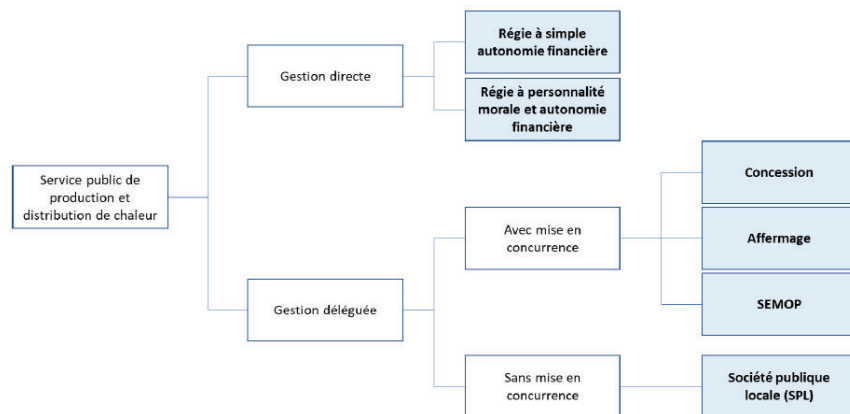 Service public de
production et
distribution de chaleur
Gestion directe
Régie à simple
autonomie financière
Régie à personnalité
morale et autonomie
financière
Gestion déléguée
Avec mise en
concurrence
Concession
Affermage
SEMOP
Sans mise en
concurrence
Société publique
locale (SPL)